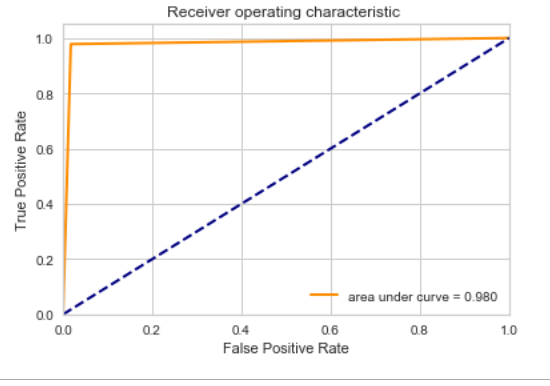 Receiver operating characteristic
True Positive Rate
1.0
0.8
0.6
0.4
0.2
0.0
area under curve = 0.980
0.0 0.2 0.4 0.6 0.8 1.0
False Positive Rate